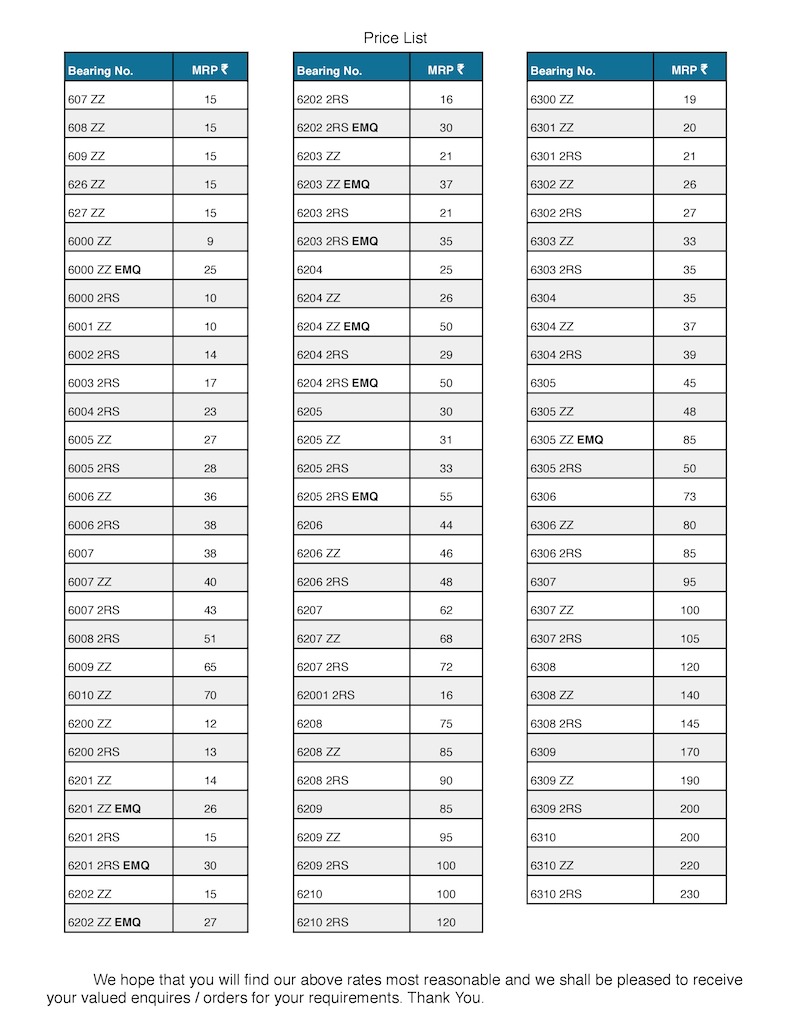 Price List
Bearing No. MRP ₹
607 ZZ 15
608 ZZ 15
609 ZZ 15
626 ZZ 15
627 ZZ 15
6000 ZZ 9
6000 ZZ EMQ 25
6000 2RS 10
6001 ZZ 10
6002 2RS 14
6003 2RS 17
6004 2RS 23
6005 ZZ 27
6005 2RS 28
6006 ZZ 36
6006 2RS 38
6007 38
6007 ZZ 40
6007 2RS 43
6008 2RS 51
6009 ZZ 65
6010 ZZ 70
6200 ZZ 12
6200 2RS 13
6201 ZZ 14
6201 ZZ EMQ 26
6201 2RS 15
6201 2RS EMQ 30
6202 ZZ 15
6202 ZZ EMQ 27
Bearing No. MRP ₹
6202 2RS 16
6202 2RS EMQ 30
6203 ZZ 21
6203 ZZ EMQ 37
6203 2RS 21
6203 2RS EMQ 35
6204 25
6204 ZZ 26
6204 ZZ EMQ 50
6204 2RS 29
6204 2RS EMQ 50
6205 30
6205 ZZ 31
6205 2RS 33
6205 2RS EMQ 55
6206 44
6206 ZZ 46
6206 2RS 48
6207 62
6207 ZZ 68
6207 2RS 72
62001 2RS 16
6208 75
6208 ZZ 85
6208 2RS 90
6209 85
6209 ZZ 95
6209 2RS 100
6210 100
6210 2RS 120
Bearing No. MRP ₹
6300 ZZ 19
6301 ZZ 20
6301 2RS 21
6302 ZZ 26
6302 2RS 27
6303 ZZ 33
6303 2RS 35
6304 35
6304 ZZ 37
6304 2RS 39
6305 45
6305 ZZ 48
6305 ZZ EMQ 85
6305 2RS 50
6306 73
6306 ZZ 80
6306 2RS 85
6307 95
6307 ZZ 100
6307 2RS 105
6308 120
6308 ZZ 140
6308 2RS 145
6309 170
6309 ZZ 190
6309 2RS 200
6310 200
6310 ZZ 220
6310 2RS 230
We hope that you will find our above rates most reasonable and we shall be pleased to receive
your valued enquires / orders for your requirements. Thank You.